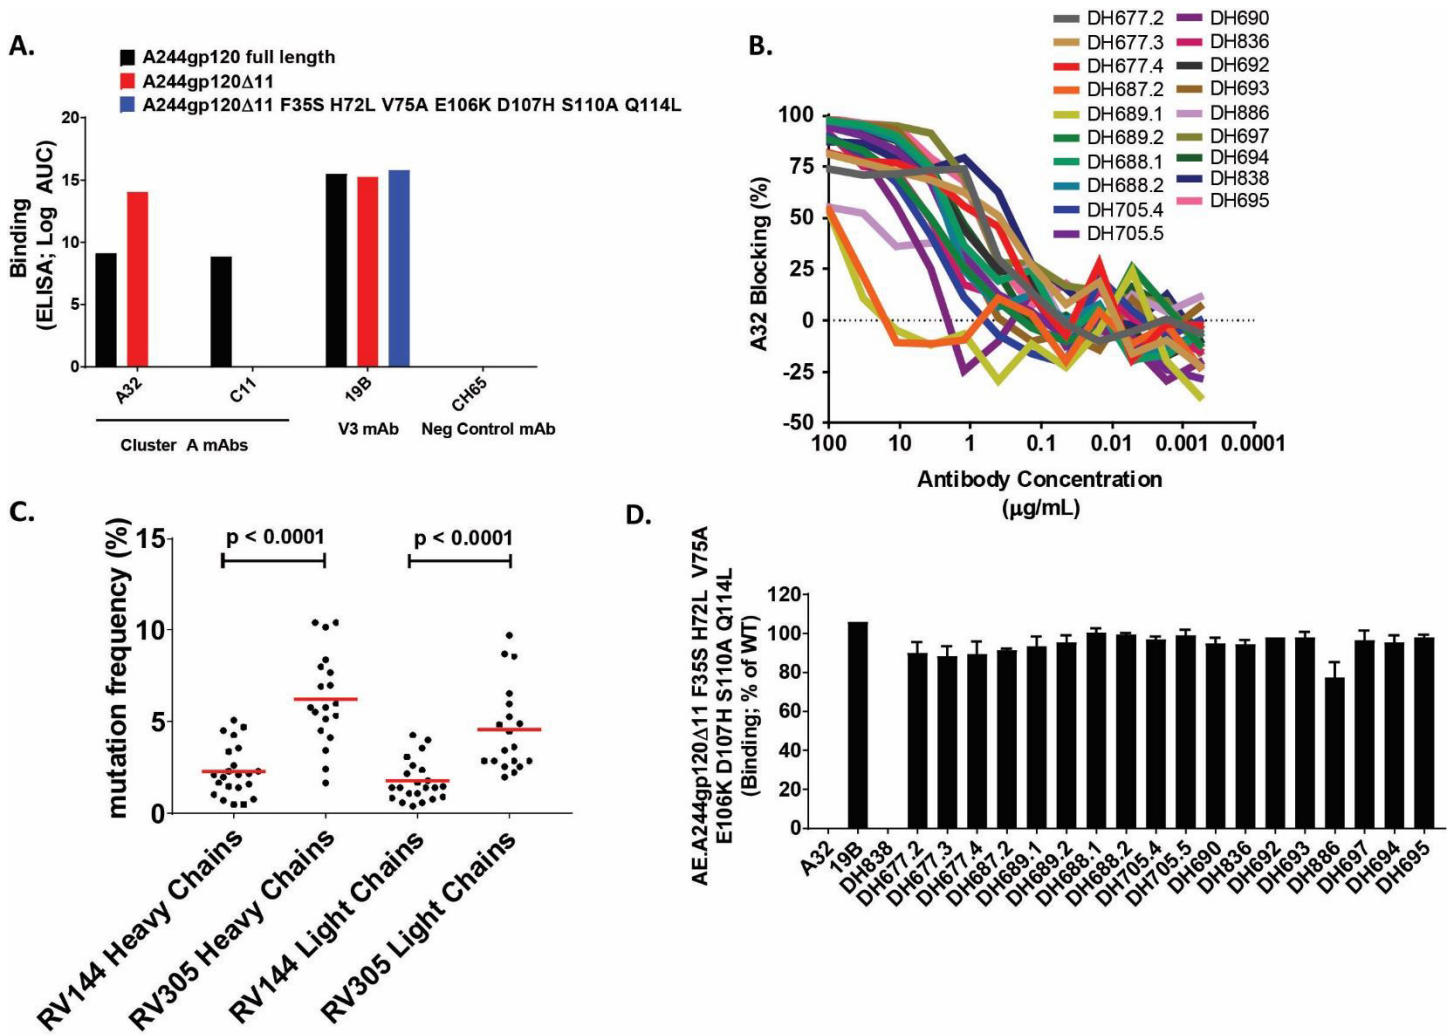 A.
A244gp120 full length
A244gp120Δ11
A244gp120Δ11 F35S H72L V75A E106K D107H S110A Q114L
Binding
(ELISA; Log AUC)
20
15
10
5
0
A32
C11
19B
CH65
Cluster A mAbs
V3 mAb
Neg Control mAb
B.
DH677.2
DH677.3
DH677.4
DH687.2
DH689.1
DH689.2
DH688.1
DH688.2
DH705.4
DH705.5
DH690
DH836
DH692
DH693
DH886
DH697
DH694
DH838
DH695
A32 Blocking (%)
100
75
50
25
0
-25
-50
100 10 1 0.1 0.01 0.001 0.0001
Antibody Concentration
(μg/mL)
C.
mutation frequency (%)
15
10
5
0
p < 0.0001
p < 0.0001
RV144 Heavy Chains
RV305 Heavy Chains
RV144 Light Chains
RV305 Light Chains
D.
AE.A244gp120Δ11 F35S H72L V75A
E106K D107H S110A Q114L
(Binding; % of WT)
120
100
80
60
40
20
0
A32
19B
DH838
DH677.2
DH677.3
DH677.4
DH687.2
DH689.1
DH689.2
DH688.1
DH688.2
DH705.4
DH705.5
DH690
DH836
DH692
DH693
DH886
DH697
DH694
DH695